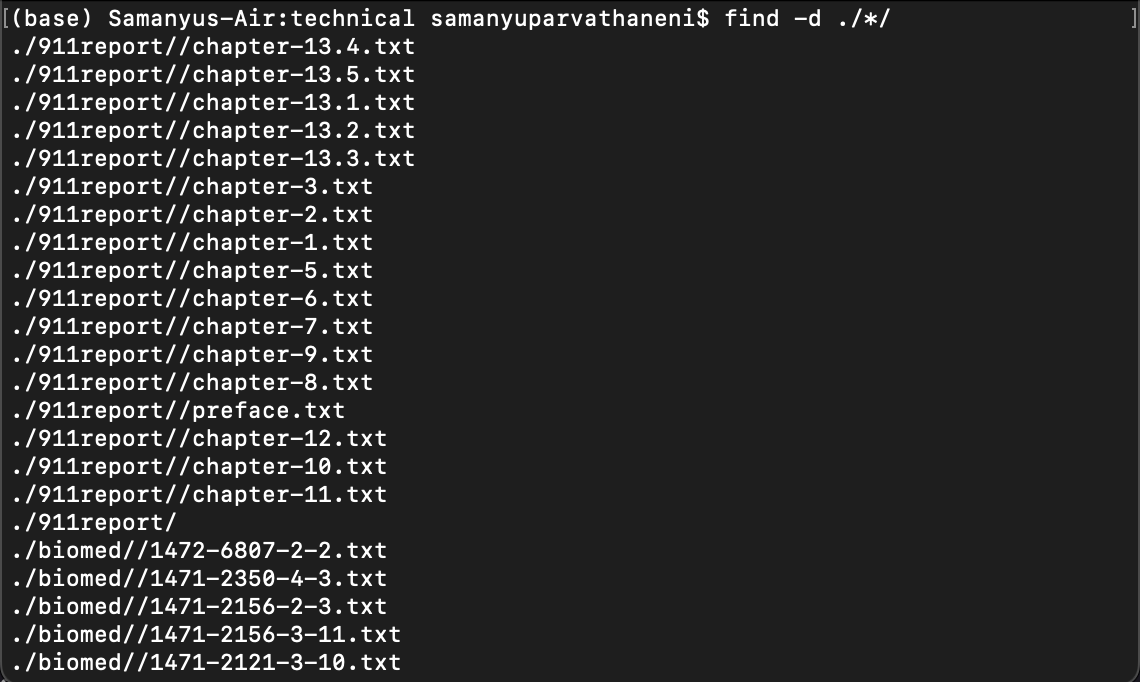 [(base) Samanyus-Air:technical samanyuparvathaneni$ find -d ./*/ ]
./911report//chapter-13.4.txt
./911report//chapter-13.5.txt
./911report//chapter-13.1.txt
./911report//chapter-13.2.txt
./911report//chapter-13.3.txt
./911report//chapter-3.txt
./911report//chapter-2.txt
./911report//chapter-1.txt
./911report//chapter-5.txt
./911report//chapter-6.txt
./911report//chapter-7.txt
./911report//chapter-9.txt
./911report//chapter-8.txt
./911report//preface.txt
./911report//chapter-12.txt
./911report//chapter-10.txt
./911report//chapter-11.txt
./911report/
./biomed//1472-6807-2-2.txt
./biomed//1471-2350-4-3.txt
./biomed//1471-2156-2-3.txt
./biomed//1471-2156-3-11.txt
./biomed//1471-2121-3-10.txt